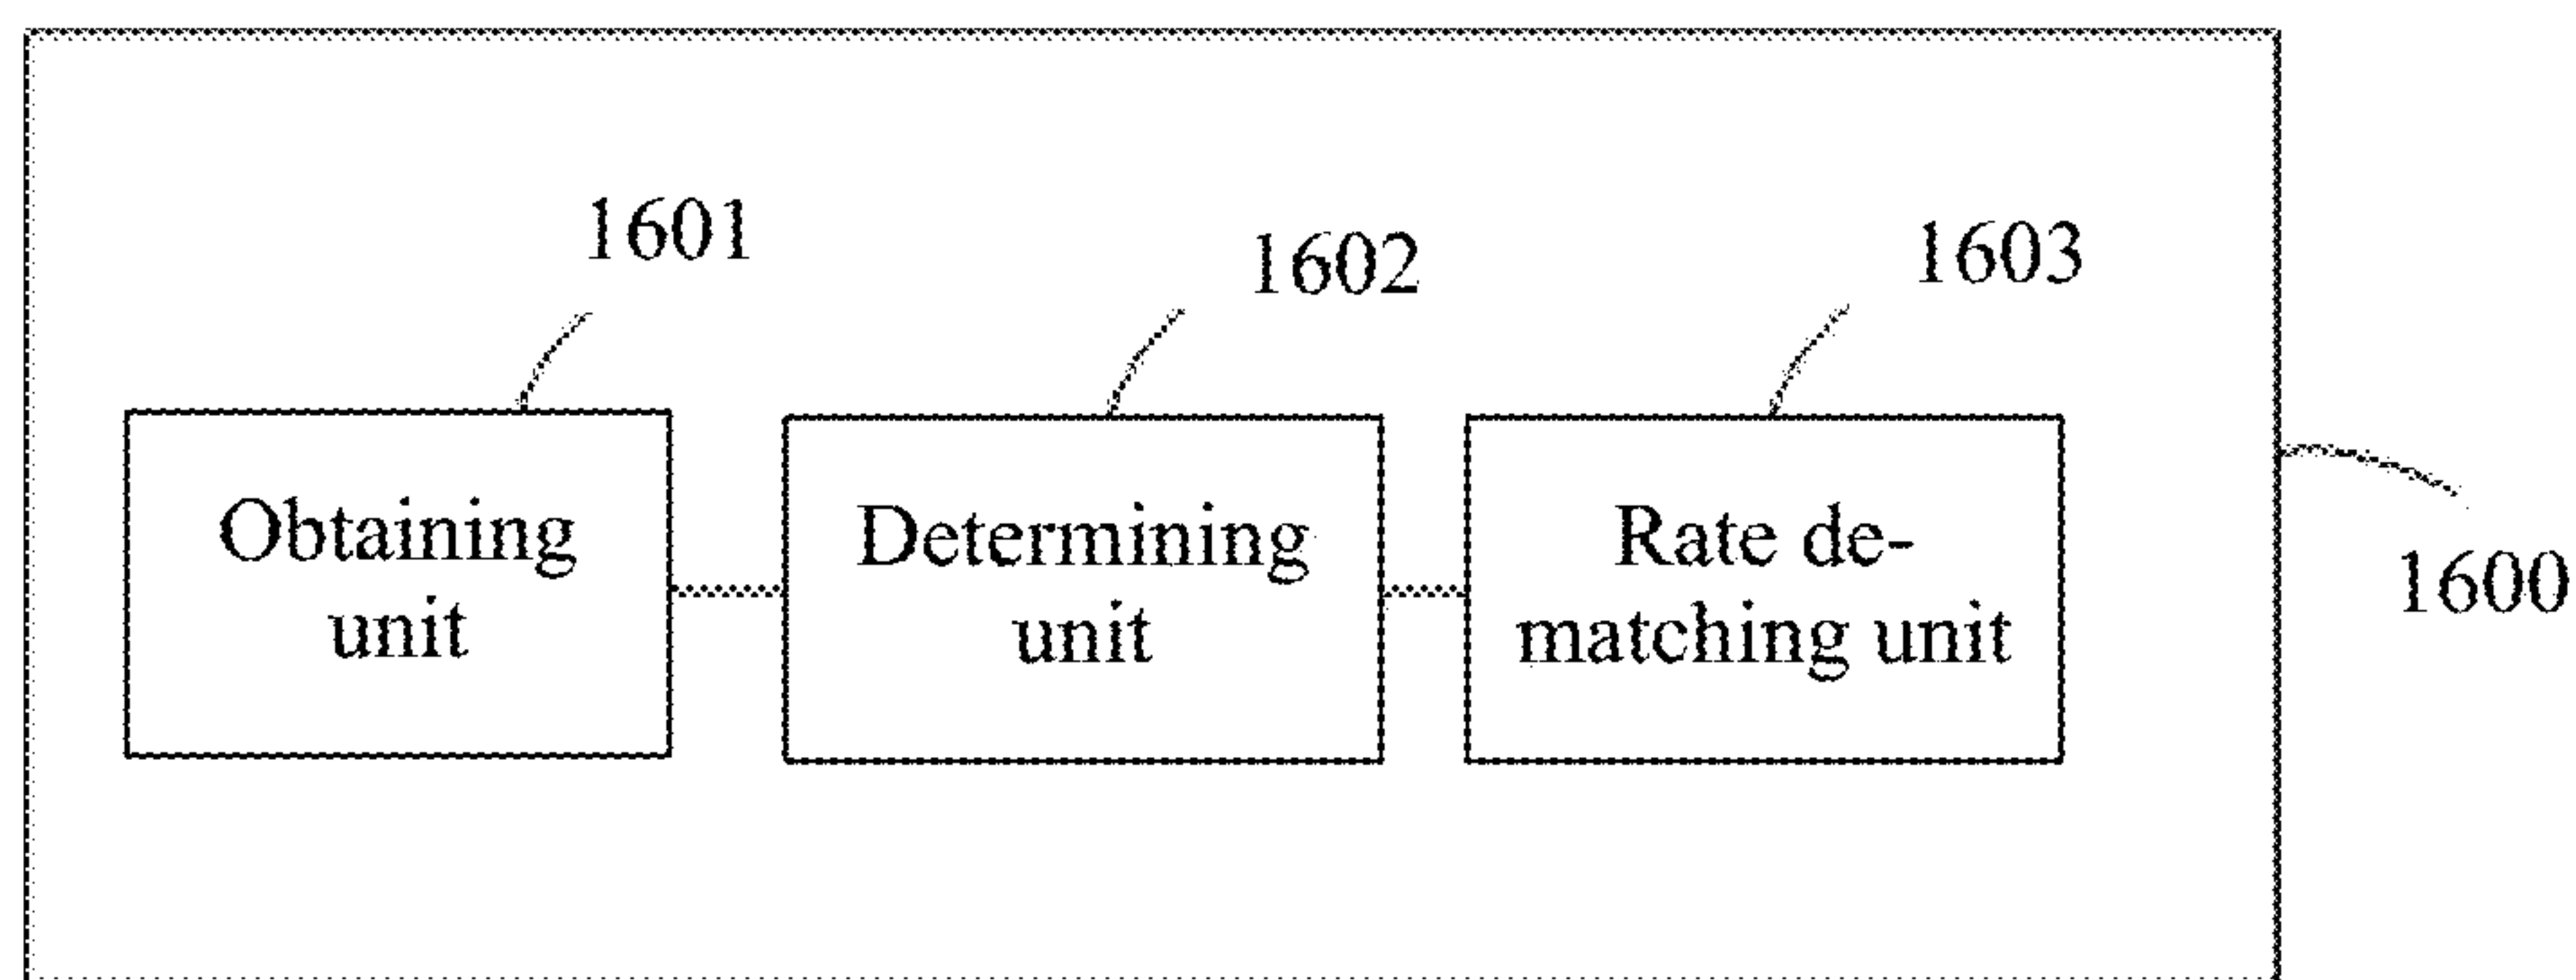 1601
1602
1603
Obtaining
unit
Determining
unit
Rate de-
matching unit
1600